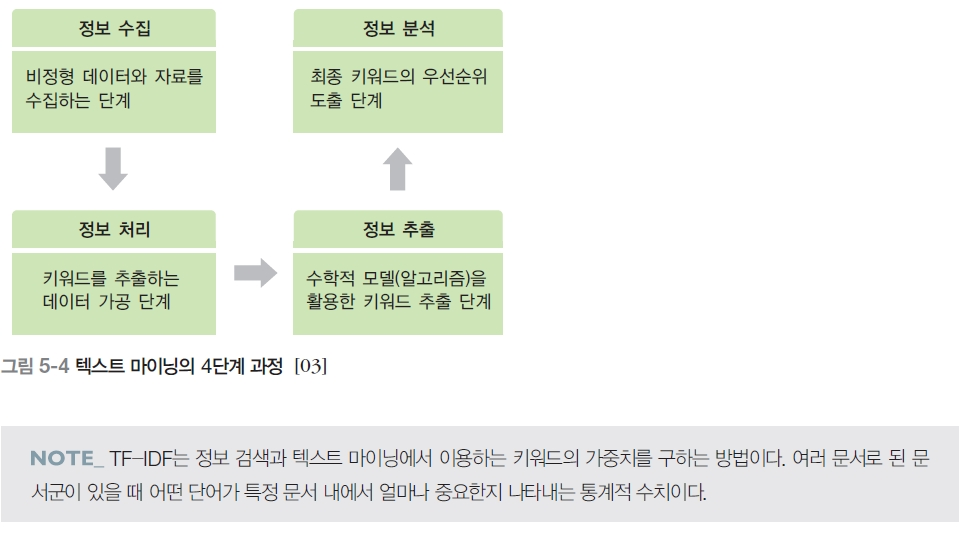 정보 수집
비정형 데이터와 자료를
수집하는 단계
정보 처리
키워드를 추출하는
데이터 가공 단계
정보 추출
수학적 모델(알고리즘)을
활용한 키워드 추출 단계
정보 분석
최종 키워드의 우선순위
도출 단계
그림 5-4 텍스트 마이닝의 4단계 과정 [03]
NOTE_ TF-IDF는 정보 검색과 텍스트 마이닝에서 이용하는 키워드의 가중치를 구하는 방법이다. 여러 문서로 된 문
서군이 있을 때 어떤 단어가 특정 문서 내에서 얼마나 중요한지 나타내는 통계적 수치이다.